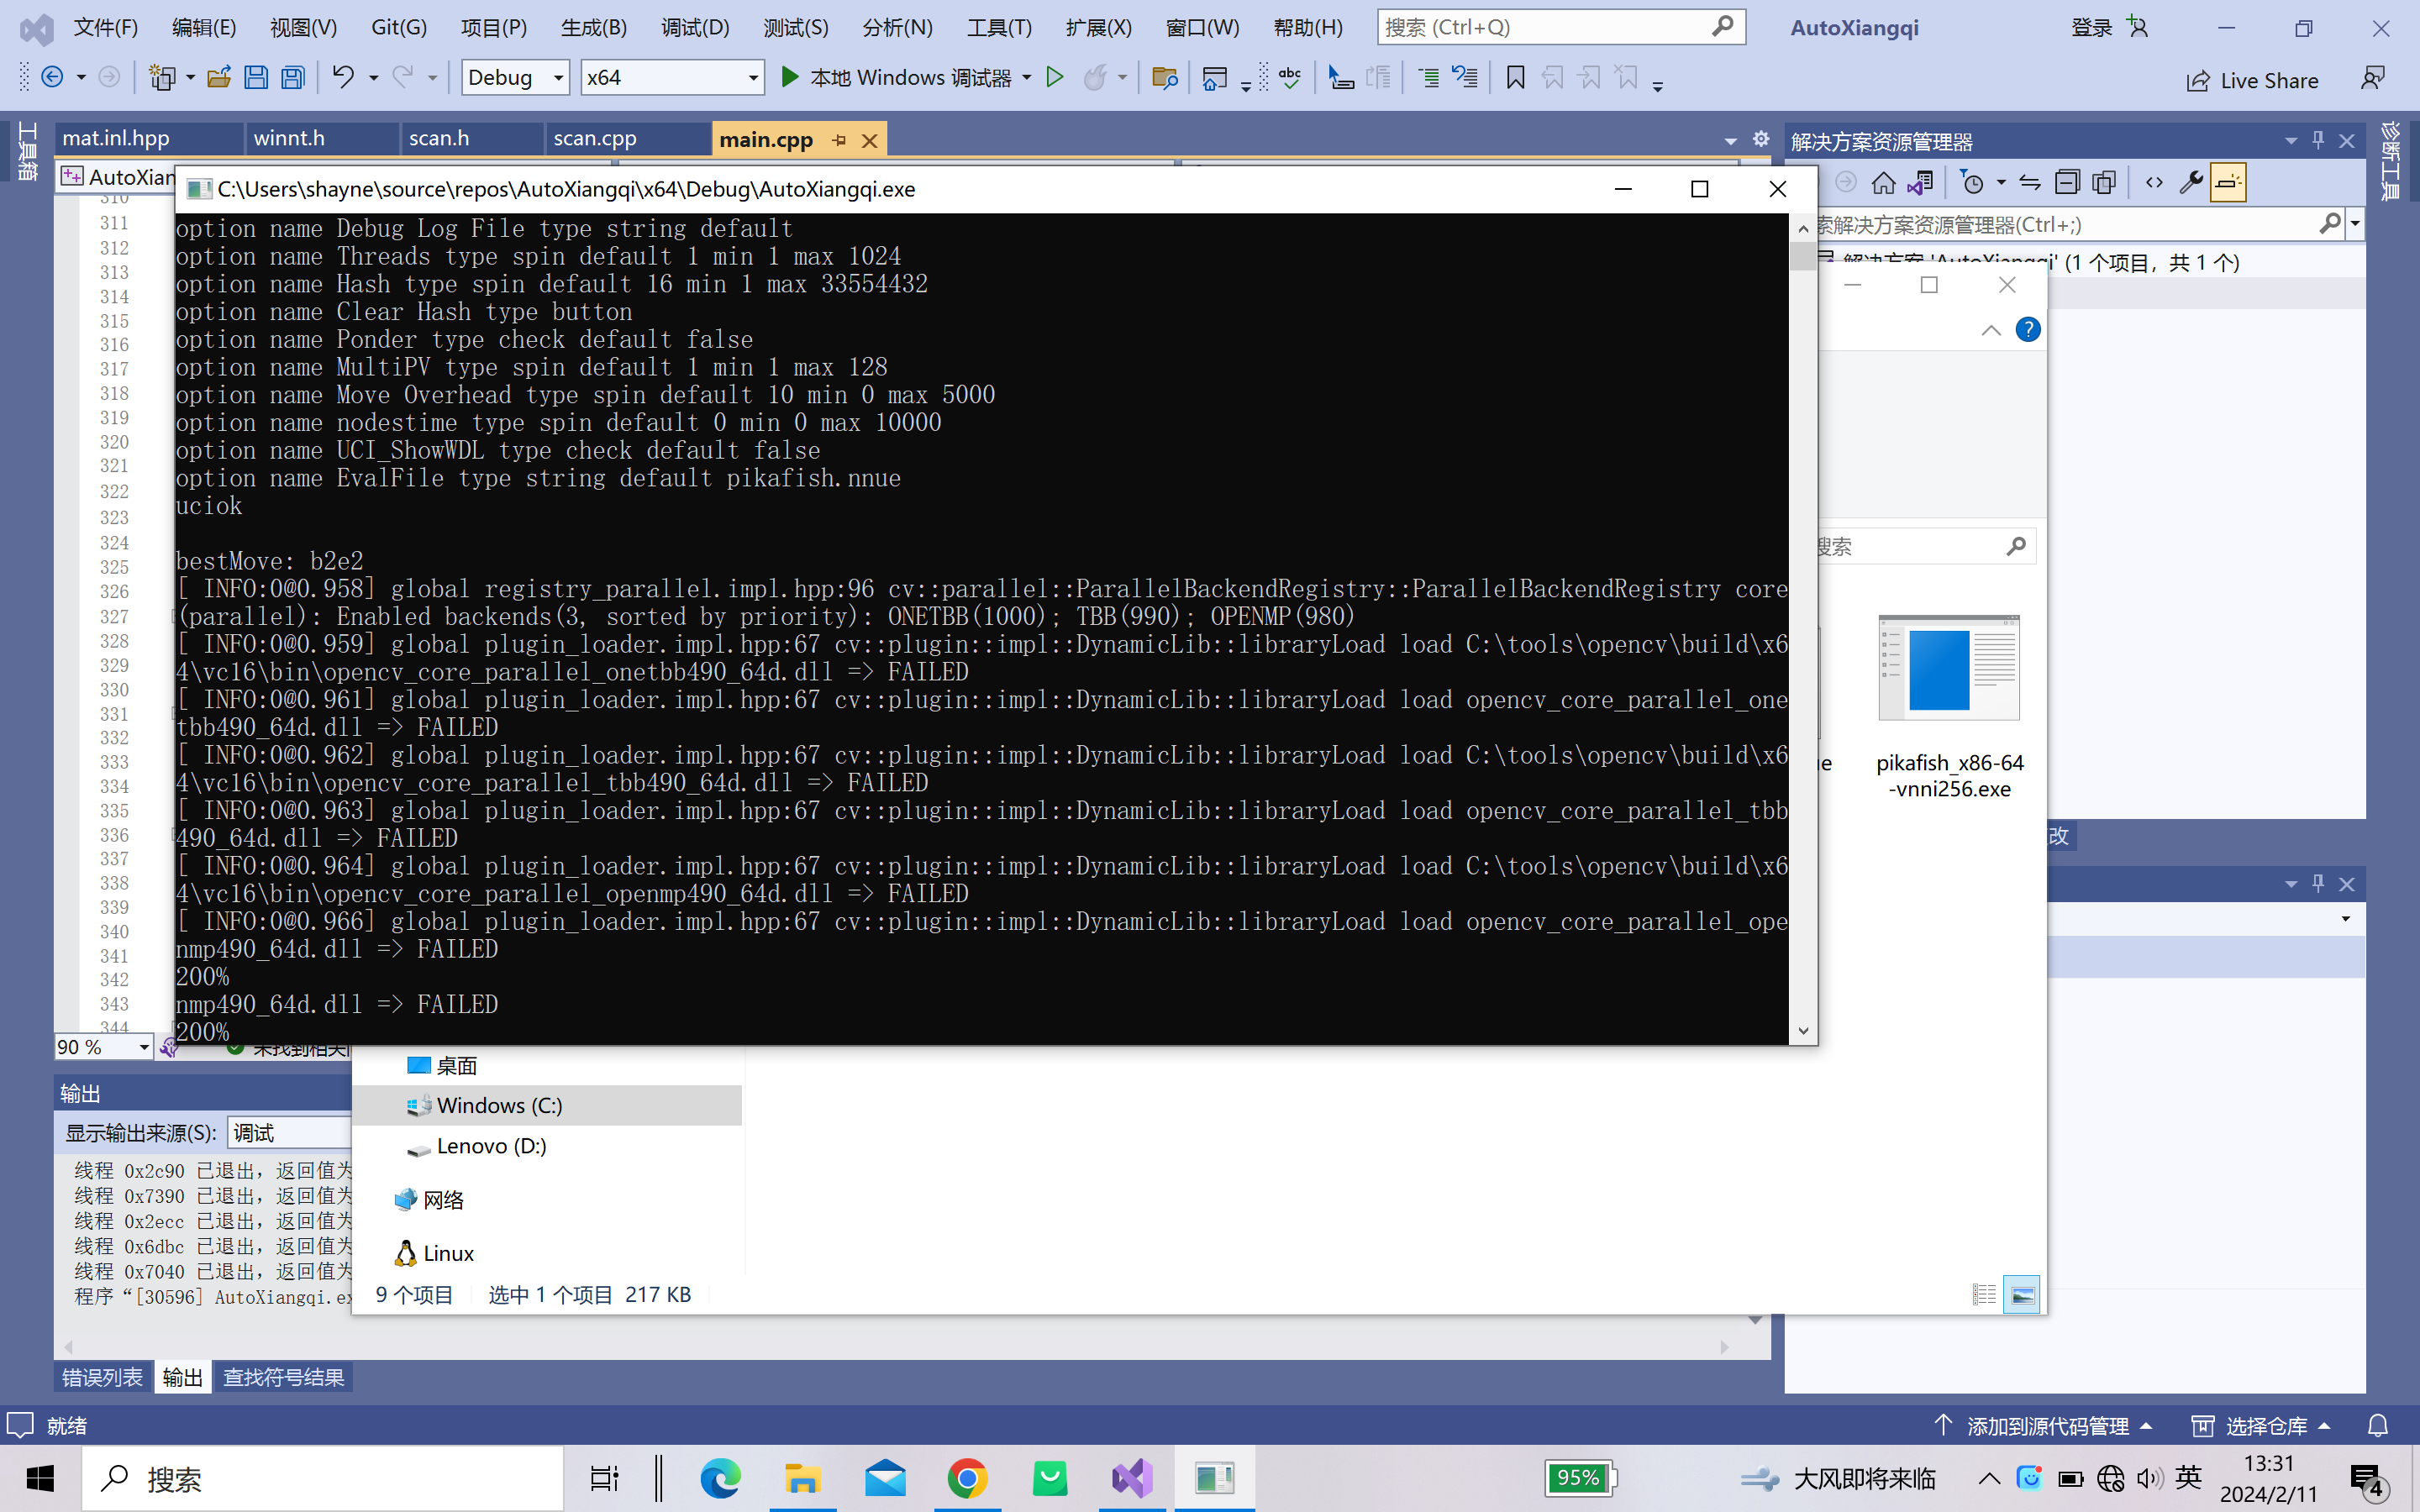 文件(F) 编辑(E) 视图(V) Git(G) 项目(P) 生成(B) 调试(D) 测试(S) 分析(N) 工具(T) 扩展(X) 窗口(W) 帮助(H) 搜索 (Ctrl+Q) AutoXiangqi 登录
Debug x64 本地 Windows 调试器 abc Live Share
工具箱
mat.inl.hpp winnt.h scan.h scan.cpp main.cpp
解决方案资源管理器
诊断工具
AutoXian
C:\Users\shayne\source\repos\AutoXiangqi\x64\Debug\AutoXiangqi.exe
索解决方案资源管理器(Ctrl+;)
解决方案 'AutoXiangqi' (1 个项目，共 1 个)
310
311
312
313
314
315
316
317
318
319
320
321
322
323
324
325
326
327
328
329
330
331
332
333
334
335
336
337
338
339
340
341
342
343
344
option name Debug Log File type string default
option name Threads type spin default 1 min 1 max 1024
option name Hash type spin default 16 min 1 max 33554432
option name Clear Hash type button
option name Ponder type check default false
option name MultiPV type spin default 1 min 1 max 128
option name Move Overhead type spin default 10 min 0 max 5000
option name nodestime type spin default 0 min 0 max 10000
option name UCI_ShowWDL type check default false
option name EvalFile type string default pikafish.nnue
uciok
bestMove: b2e2
[ INFO:0@0.958] global registry_parallel.impl.hpp:96 cv::parallel::ParallelBackendRegistry::ParallelBackendRegistry core
(parallel): Enabled backends(3, sorted by priority): ONETBB(1000); TBB(990); OPENMP(980)
[ INFO:0@0.959] global plugin_loader.impl.hpp:67 cv::plugin::impl::DynamicLib::libraryLoad load C:\tools\opencv\build\x6
4\vc16\bin\opencv_core_parallel_onetbb490_64d.dll => FAILED
[ INFO:0@0.961] global plugin_loader.impl.hpp:67 cv::plugin::impl::DynamicLib::libraryLoad load opencv_core_parallel_one
tbb490_64d.dll => FAILED
[ INFO:0@0.962] global plugin_loader.impl.hpp:67 cv::plugin::impl::DynamicLib::libraryLoad load C:\tools\opencv\build\x6
4\vc16\bin\opencv_core_parallel_tbb490_64d.dll => FAILED
[ INFO:0@0.963] global plugin_loader.impl.hpp:67 cv::plugin::impl::DynamicLib::libraryLoad load opencv_core_parallel_tbb
490_64d.dll => FAILED
[ INFO:0@0.964] global plugin_loader.impl.hpp:67 cv::plugin::impl::DynamicLib::libraryLoad load C:\tools\opencv\build\x6
4\vc16\bin\opencv_core_parallel_openmp490_64d.dll => FAILED
[ INFO:0@0.966] global plugin_loader.impl.hpp:67 cv::plugin::impl::DynamicLib::libraryLoad load opencv_core_parallel_ope
nmp490_64d.dll => FAILED
200%
nmp490_64d.dll => FAILED
200%
?
搜索
e
pikafish_x86-64
-vnni256.exe
改
90 % 未找到相关
桌面
Windows (C:)
Lenovo (D:)
网络
Linux
9 个项目 选中 1 个项目 217 KB
输出
显示输出来源(S): 调试
线程 0x2c90 已退出，返回值为
线程 0x7390 已退出，返回值为
线程 0x2ecc 已退出，返回值为
线程 0x6dbc 已退出，返回值为
线程 0x7040 已退出，返回值为
程序“[30596] AutoXiangqi.ex
错误列表 输出 查找符号结果
就绪 添加到源代码管理 选择仓库
搜索 95% 大风即将来临 英 13:31
2024/2/11
4